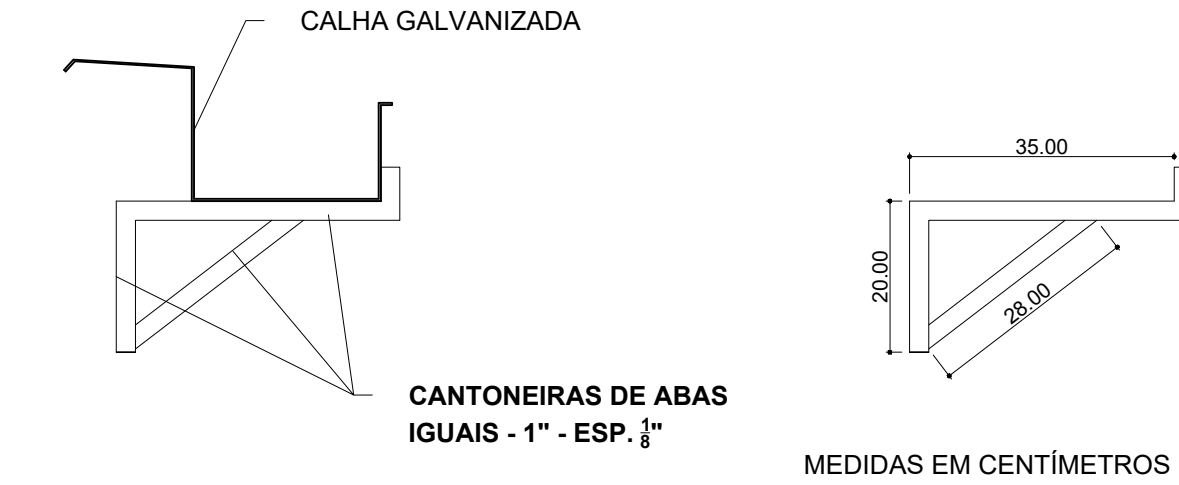 CALHA GALVANIZADA
35.00
20.00
28.00
CANTONEIRAS DE ABAS
IGUAIS - 1" - ESP. ⅛"
MEDIDAS EM CENTÍMETROS